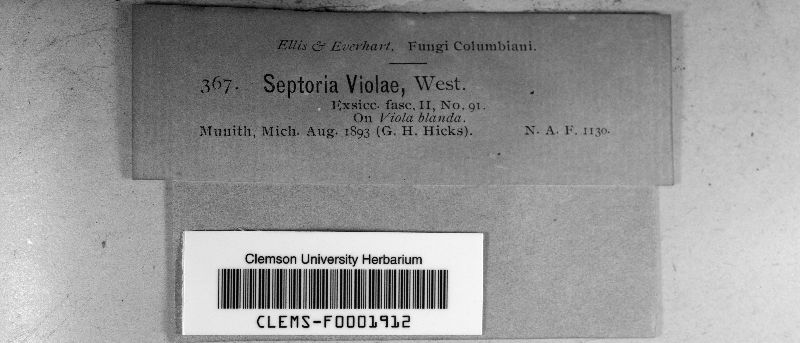 Ellis & Everhart, Fungi Columbiani.
367. Septoria Violae, West.
Exsicc. fasc. II, No. 91.
On Viola blanda.
Munith, Mich. Aug. 1893 (G. H. Hicks). N. A. F. 1130.
Clemson University Herbarium
CLEMS-F0001912